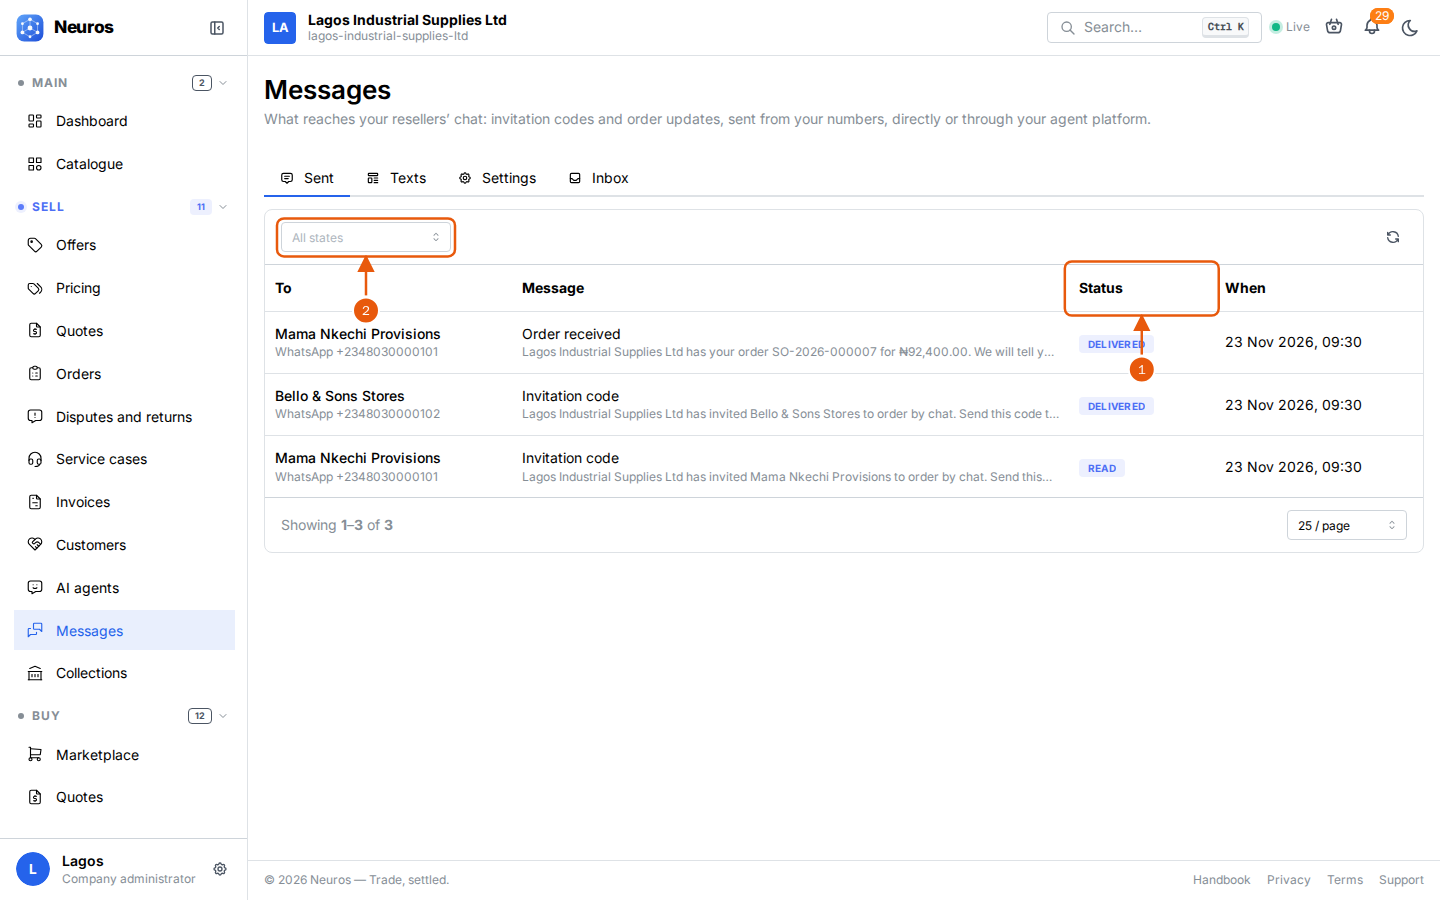 Neuros
LA
Lagos Industrial Supplies Ltd
lagos-industrial-supplies-ltd
Search...
Ctrl K
Live
29
MAIN
2
Dashboard
Catalogue
SELL
11
Offers
Pricing
Quotes
Orders
Disputes and returns
Service cases
Invoices
Customers
AI agents
Messages
Collections
BUY
12
Marketplace
Quotes
L
Lagos
Company administrator
Messages
What reaches your resellers’ chat: invitation codes and order updates, sent from your numbers, directly or through your agent platform.
Sent
Texts
Settings
Inbox
All states
To
Message
Status
When
2
Mama Nkechi Provisions
WhatsApp +2348030000101
Order received
Lagos Industrial Supplies Ltd has your order SO-2026-000007 for ₦92,400.00. We will tell y...
DELIVERED
23 Nov 2026, 09:30
1
Bello & Sons Stores
WhatsApp +2348030000102
Invitation code
Lagos Industrial Supplies Ltd has invited Bello & Sons Stores to order by chat. Send this code t...
DELIVERED
23 Nov 2026, 09:30
Mama Nkechi Provisions
WhatsApp +2348030000101
Invitation code
Lagos Industrial Supplies Ltd has invited Mama Nkechi Provisions to order by chat. Send this...
READ
23 Nov 2026, 09:30
Showing 1–3 of 3
25 / page
© 2026 Neuros — Trade, settled.
Handbook
Privacy
Terms
Support